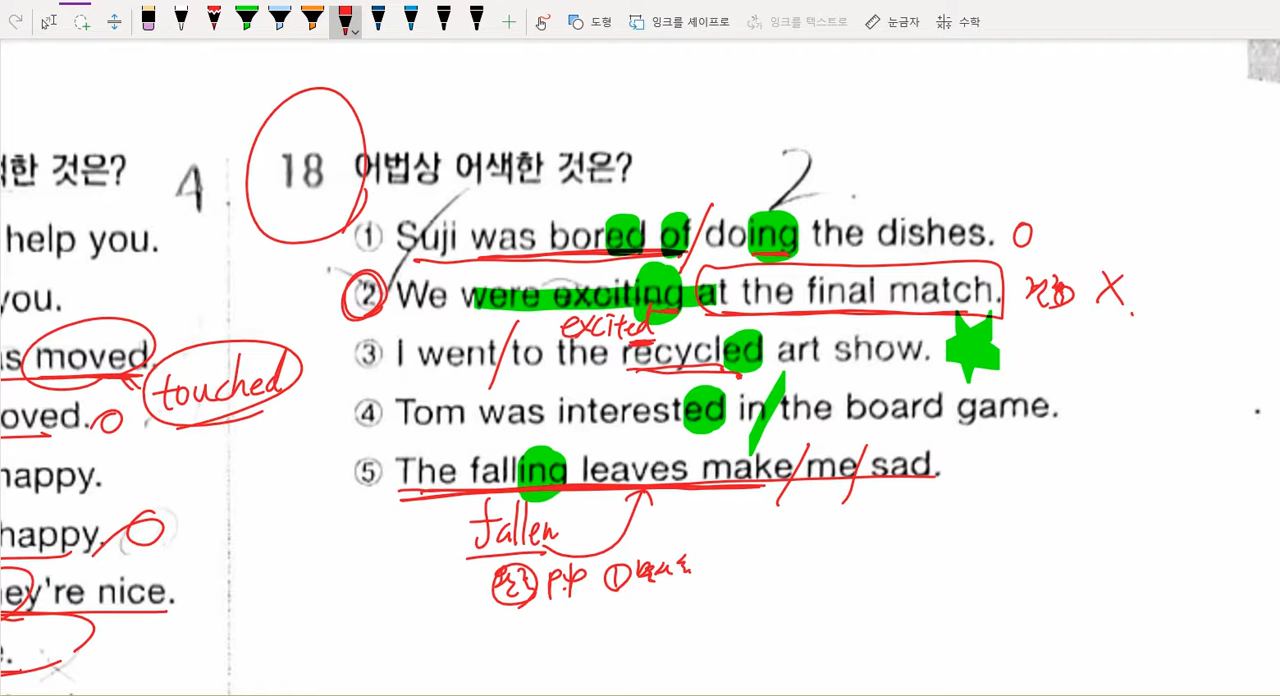 도형 잉크를 셰이프로 잉크를 텍스트로 눈금자 수학
한 것은? 4
help you.
you.
s moved. touched
oved.
happy.
happy.
ey're nice.
18 어법상 어색한 것은? 2
① Suji was bored of doing the dishes.
② We were exciting at the final match. X
excited
③ I went to the recycled art show.
④ Tom was interested in the board game.
⑤ The falling leaves make me sad.
fallen
p.p ①